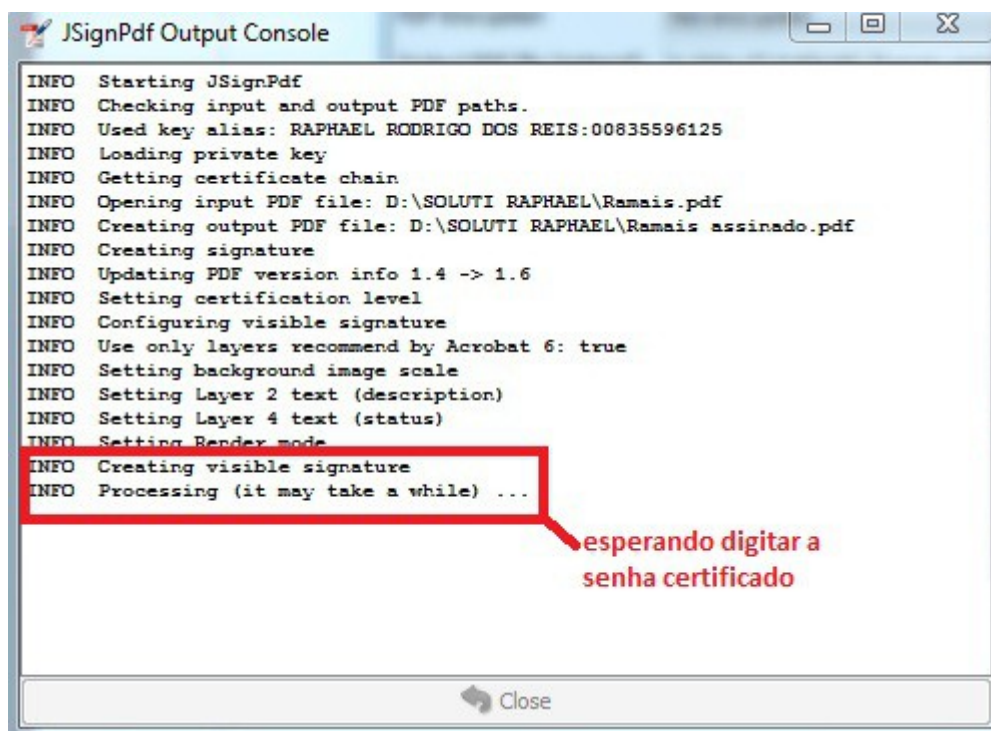 JSignPdf Output Console
INFO Starting JSignPdf
INFO Checking input and output PDF paths.
INFO Used key alias: RAPHAEL RODRIGO DOS REIS:00835596125
INFO Loading private key
INFO Getting certificate chain
INFO Opening input PDF file: D:\SOLUTI RAPHAEL\Ramais.pdf
INFO Creating output PDF file: D:\SOLUTI RAPHAEL\Ramais assinado.pdf
INFO Creating signature
INFO Updating PDF version info 1.4 -> 1.6
INFO Setting certification level
INFO Configuring visible signature
INFO Use only layers recommend by Acrobat 6: true
INFO Setting background image scale
INFO Setting Layer 2 text (description)
INFO Setting Layer 4 text (status)
INFO Setting Render mode
INFO Creating visible signature
INFO Processing (it may take a while) ...
esperando digitar a
senha certificado
Close